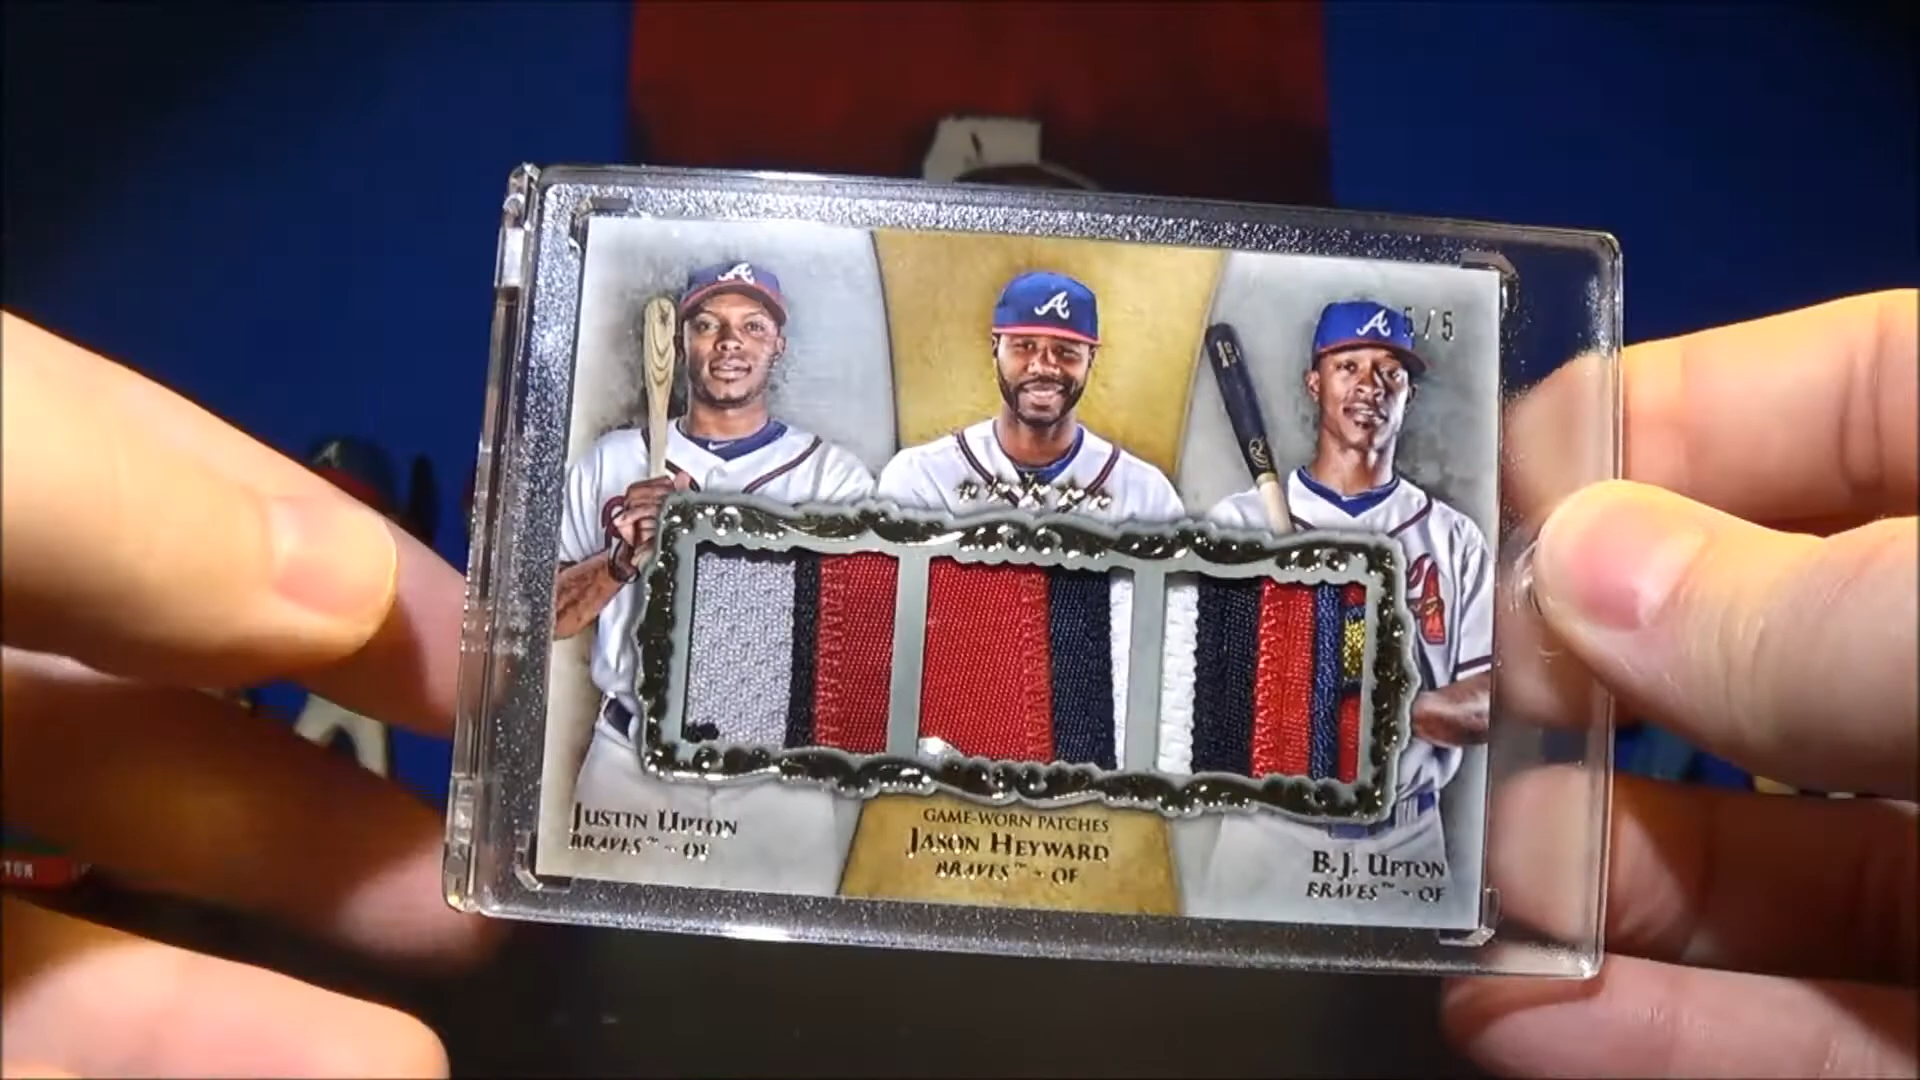 5/5
JUSTIN UPTON
BRAVES™ - OF
GAME-WORN PATCHES
JASON HEYWARD
BRAVES™ - OF
B.J. UPTON
BRAVES™ - OF